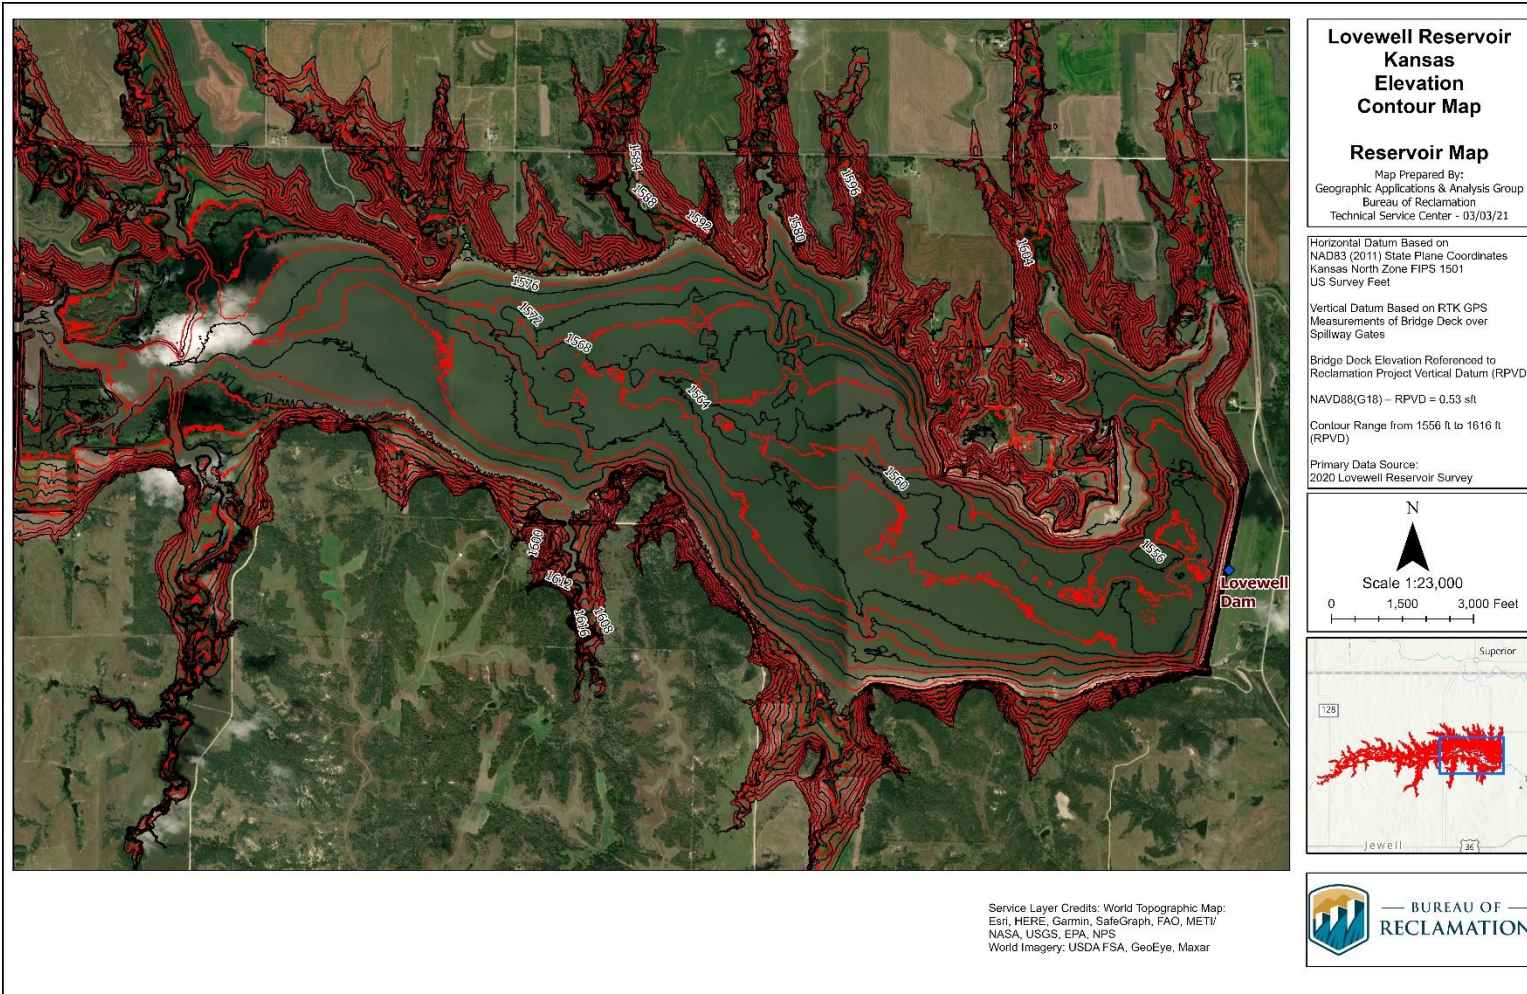 Lovewell Reservoir
Kansas
Elevation
Contour Map
Reservoir Map
Map Prepared By:
Geographic Applications & Analysis Group
Bureau of Reclamation
Technical Service Center - 03/03/21
Horizontal Datum Based on
NAD83 (2011) State Plane Coordinates
Kansas North Zone FIPS 1501
US Survey Feet
Vertical Datum Based on RTK GPS
Measurements of Bridge Deck over
Spillway Gates
Bridge Deck Elevation Referenced to
Reclamation Project Vertical Datum (RPVD
NAVD88(G18) – RPVD = 0.53 sft
Contour Range from 1556 ft to 1616 ft
(RPVD)
Primary Data Source:
2020 Lovewell Reservoir Survey
N
Scale 1:23,000
0 1,500 3,000 Feet
Superior
128
Jewell
36
BUREAU OF
RECLAMATION
1584
1588
1592
1580
1596
1604
1576
1572
1568
1564
1560
1556
1600
1612
1616
1608
Lovewell
Dam
Service Layer Credits: World Topographic Map:
Esri, HERE, Garmin, SafeGraph, FAO, METI/
NASA, USGS, EPA, NPS
World Imagery: USDA FSA, GeoEye, Maxar